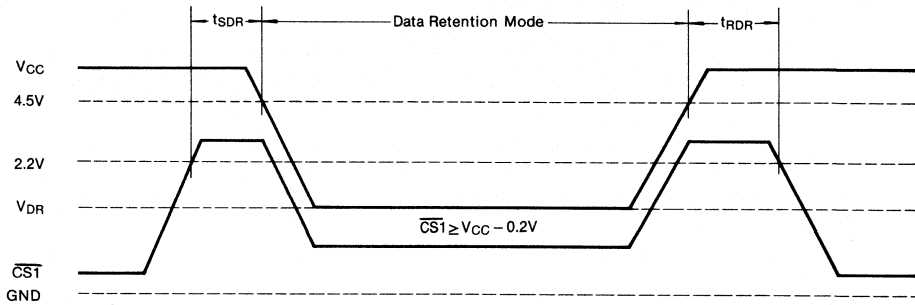 tSDR Data Retention Mode tRDR
VCC
4.5V
2.2V
VDR
CS1 ≥ VCC – 0.2V
CS1
GND